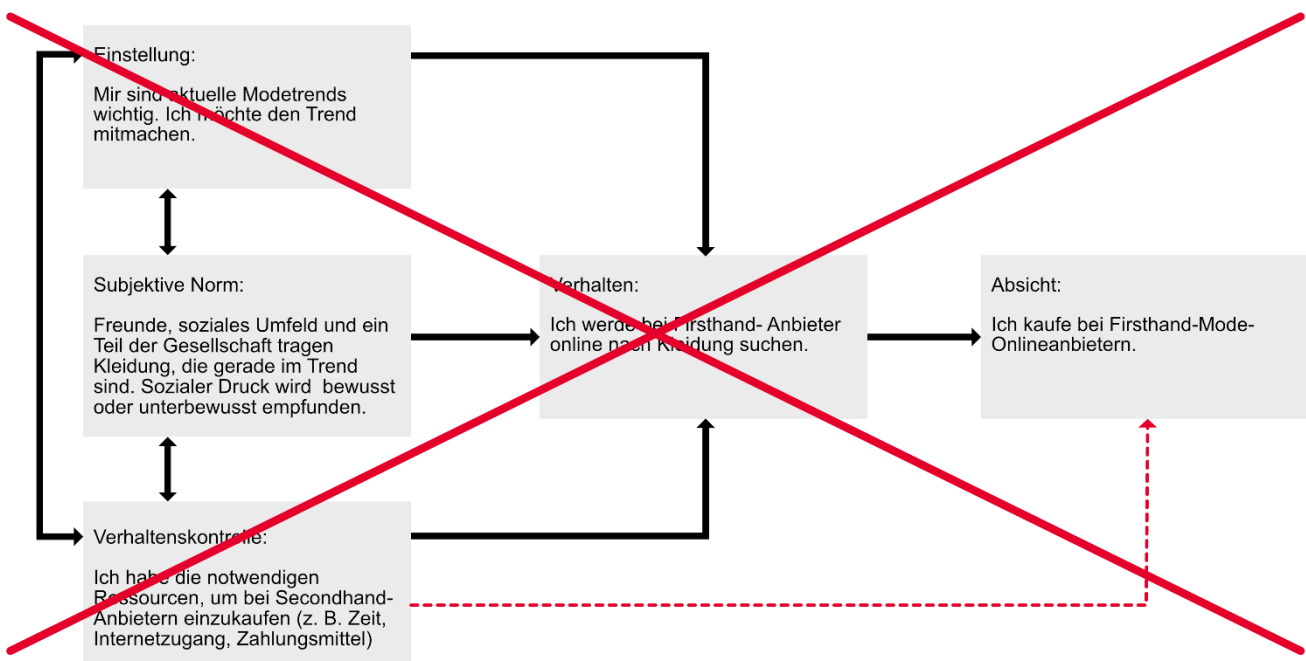 Einstellung:
Mir sind aktuelle Modetrends
wichtig. Ich möchte den Trend
mitmachen.
Subjektive Norm:
Freunde, soziales Umfeld und ein
Teil der Gesellschaft tragen
Kleidung, die gerade im Trend
sind. Sozialer Druck wird bewusst
oder unterbewusst empfunden.
Verhaltenskontrolle:
Ich habe die notwendigen
Ressourcen, um bei Secondhand-
Anbietern einzukaufen (z. B. Zeit,
Internetzugang, Zahlungsmittel)
Verhalten:
Ich werde bei Firsthand- Anbieter
online nach Kleidung suchen.
Absicht:
Ich kaufe bei Firsthand-Mode-
Onlineanbietern.